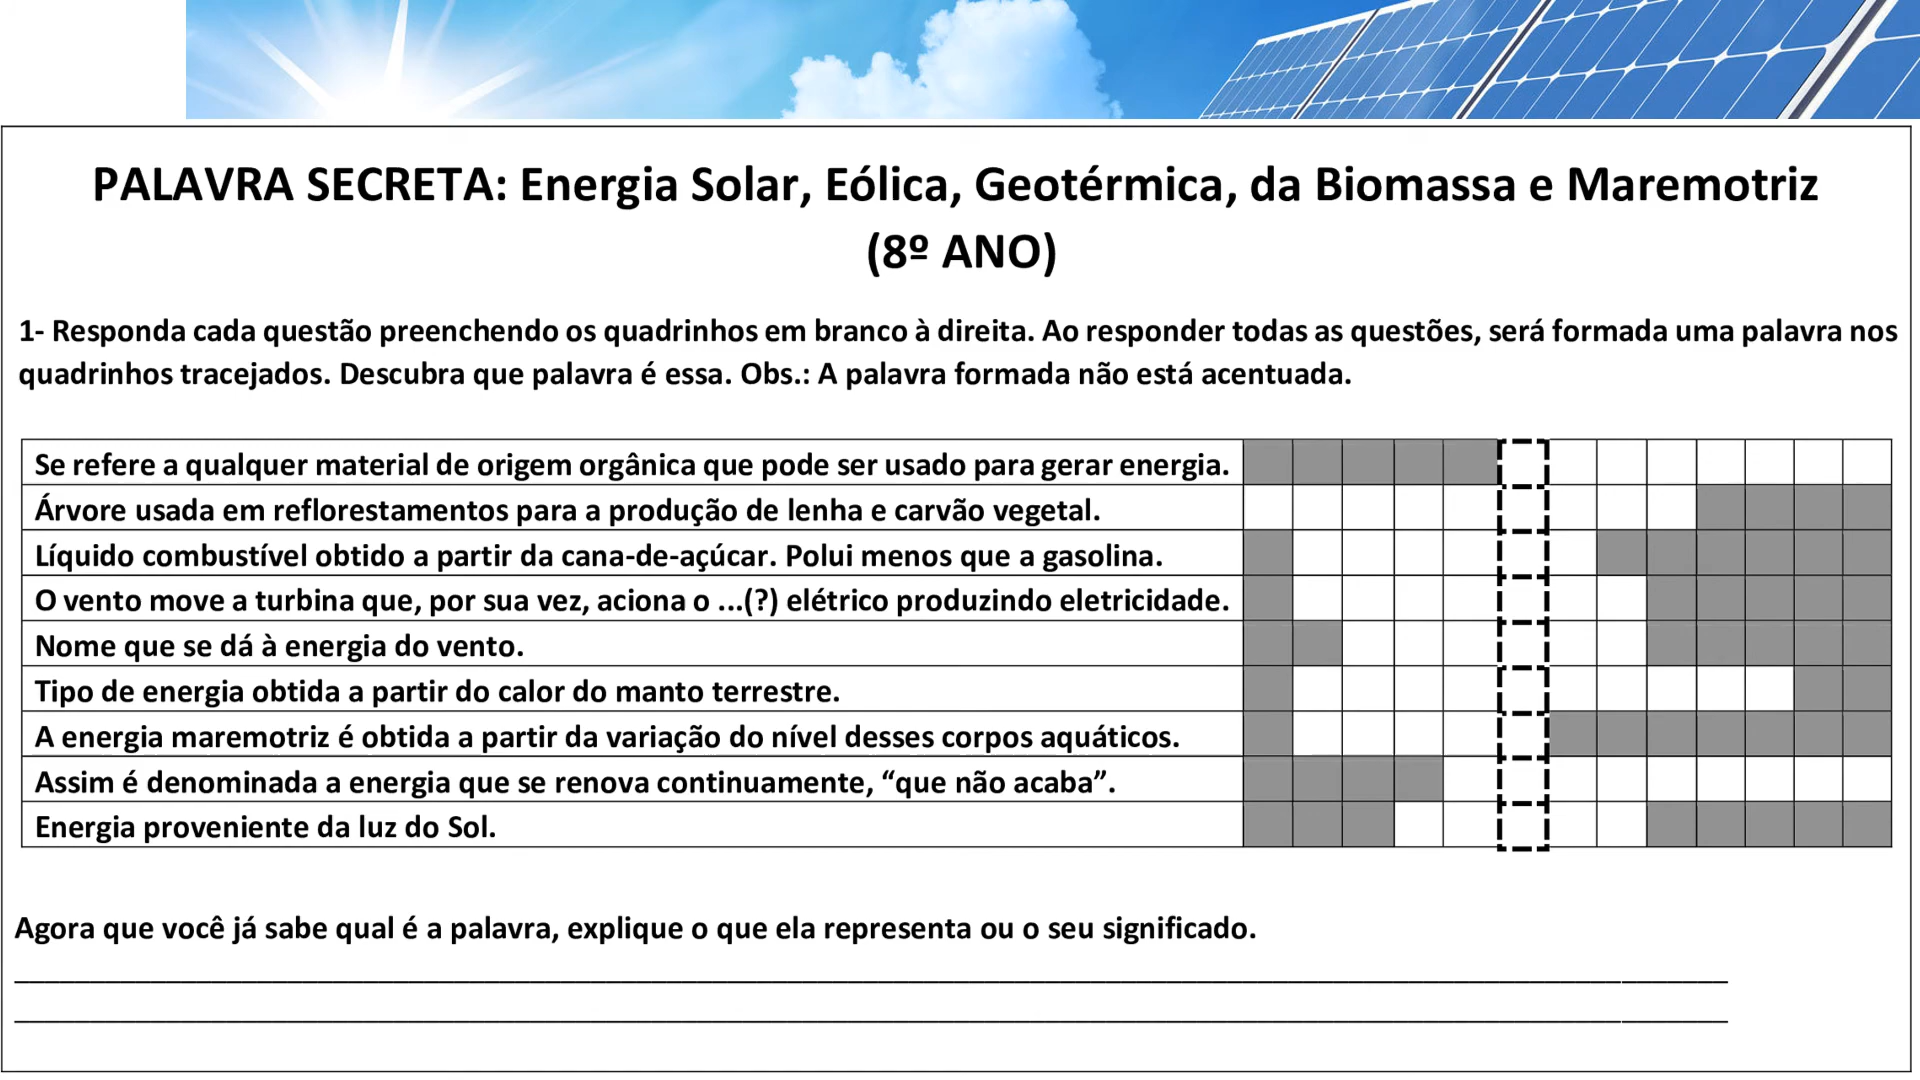 PALAVRA SECRETA: Energia Solar, Eólica, Geotérmica, da Biomassa e Maremotriz
(8º ANO)
1- Responda cada questão preenchendo os quadrinhos em branco à direita. Ao responder todas as questões, será formada uma palavra nos
quadrinhos tracejados. Descubra que palavra é essa. Obs.: A palavra formada não está acentuada.
Se refere a qualquer material de origem orgânica que pode ser usado para gerar energia.
Árvore usada em reflorestamentos para a produção de lenha e carvão vegetal.
Líquido combustível obtido a partir da cana-de-açúcar. Polui menos que a gasolina.
O vento move a turbina que, por sua vez, aciona o ...(?) elétrico produzindo eletricidade.
Nome que se dá à energia do vento.
Tipo de energia obtida a partir do calor do manto terrestre.
A energia maremotriz é obtida a partir da variação do nível desses corpos aquáticos.
Assim é denominada a energia que se renova continuamente, “que não acaba”.
Energia proveniente da luz do Sol.
Agora que você já sabe qual é a palavra, explique o que ela representa ou o seu significado.